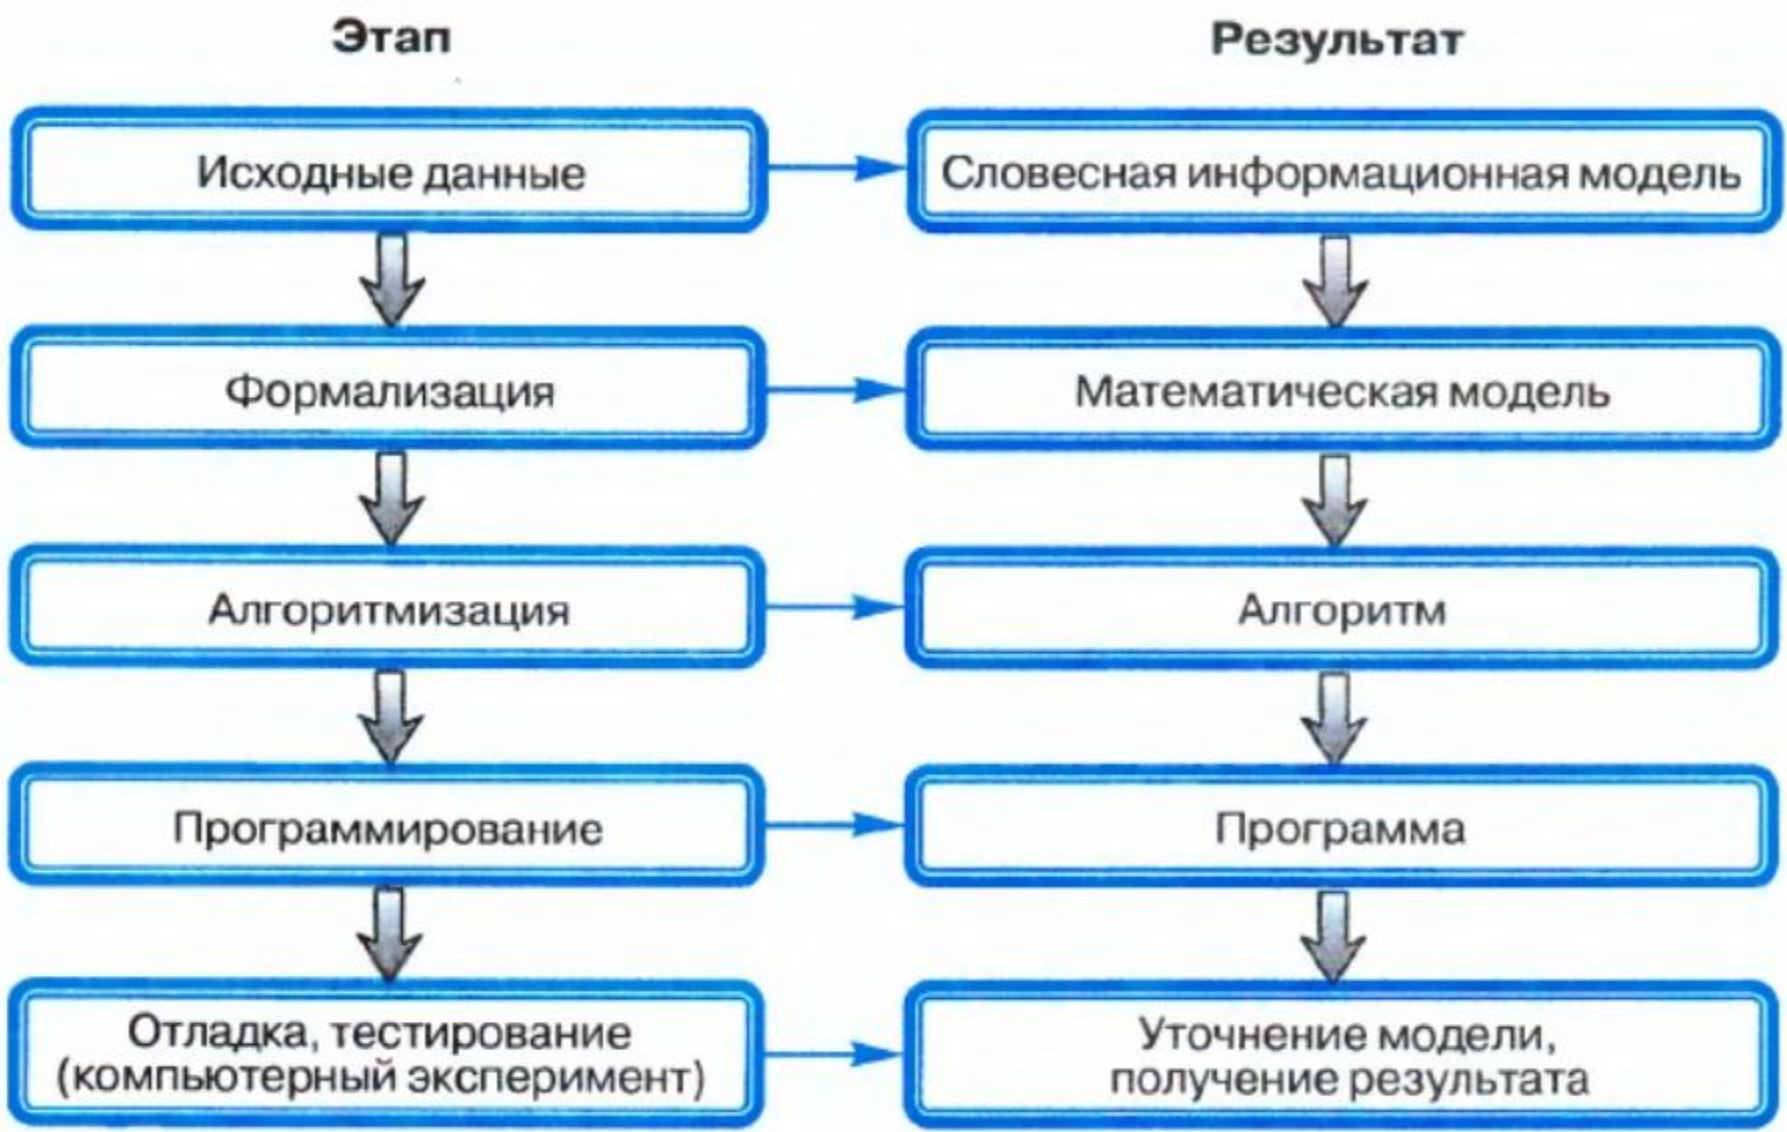 Этап
Результат
Исходные данные
Словесная информационная модель
Формализация
Математическая модель
Алгоритмизация
Алгоритм
Программирование
Программа
Отладка, тестирование
(компьютерный эксперимент)
Уточнение модели,
получение результата